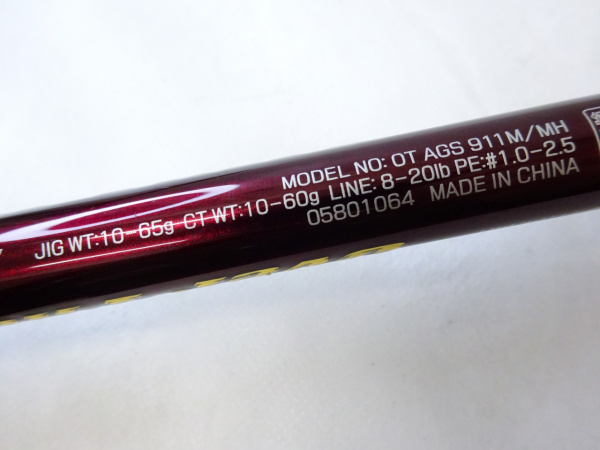 MODEL NO: OT AGS 911M/MH
JIG WT:10-65g CT WT:10-60g LINE: 8-20lb PE:#1.0-2.5
05801064 MADE IN CHINA